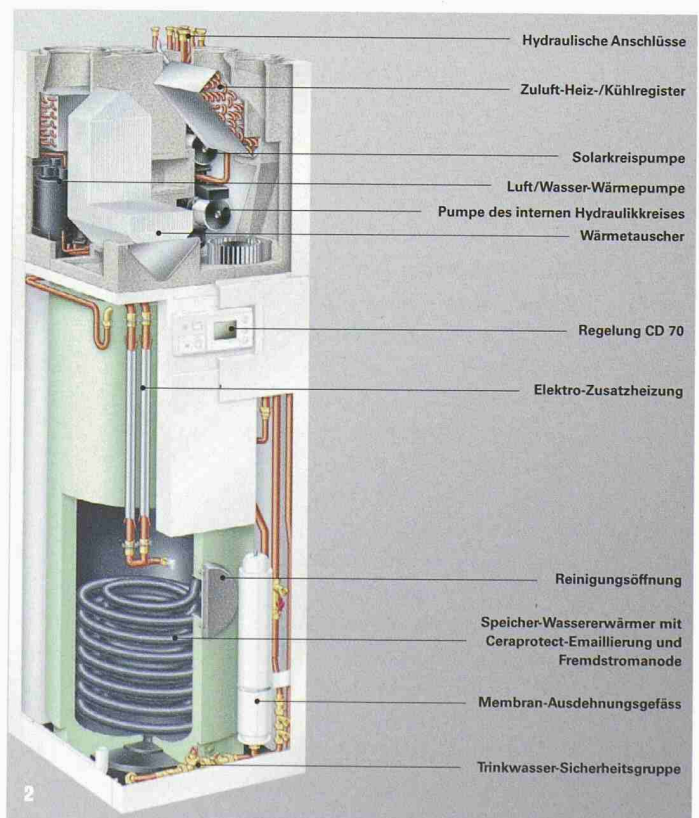 Hydraulische Anschlüsse
Zuluft-Heiz-/Kühlregister
Solarkreispumpe
Luft/Wasser-Wärmepumpe
Pumpe des internen Hydraulikkreises
Wärmetauscher
Regelung CD 70
Elektro-Zusatzheizung
Reinigungsöffnung
Speicher-Wassererwärmer mit
Ceraprotect-Emaillierung und
Fremdstromanode
Membran-Ausdehnungsgefäss
Trinkwasser-Sicherheitsgruppe
2